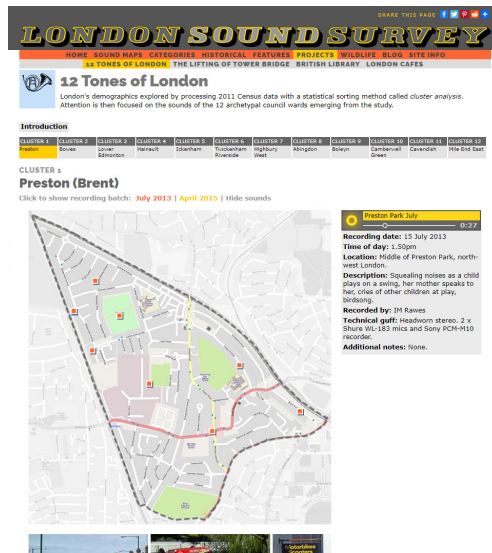 SHARE THIS PAGE
LONDON SOUND SURVEY
HOME SOUND MAPS CATEGORIES HISTORICAL FEATURES PROJECTS WILDLIFE BLOG SITE INFO
12 TONES OF LONDON THE LIFTING OF TOWER BRIDGE BRITISH LIBRARY LONDON CAFES
12 Tones of London
London's demographics explored by processing 2011 Census data with a statistical sorting method called cluster analysis.
Attention is then focused on the sounds of the 12 archetypal council wards emerging from the study.
Introduction
CLUSTER 1 CLUSTER 2 CLUSTER 3 CLUSTER 4 CLUSTER 5 CLUSTER 6 CLUSTER 7 CLUSTER 8 CLUSTER 9 CLUSTER 10 CLUSTER 11 CLUSTER 12
Preston Bowes Lower Hainault Ickenham Twickenham Highbury Abingdon Boleyn Camberwell Cavendish Mile End East
Edmonton Riverside West Green
CLUSTER 1
Preston (Brent)
Click to show recording batch: July 2013 | April 2015 | Hide sounds
Preston Park July
0:27
Recording date: 15 July 2013
Time of day: 1.50pm
Location: Middle of Preston Park, north-
west London.
Description: Squealing noises as a child
plays on a swing, her mother speaks to
her, cries of other children at play,
birdsong.
Recorded by: IM Rawes
Technical guff: Headworn stereo. 2 x
Shure WL-183 mics and Sony PCM-M10
recorder.
Additional notes: None.
Motorbikes
Scooters